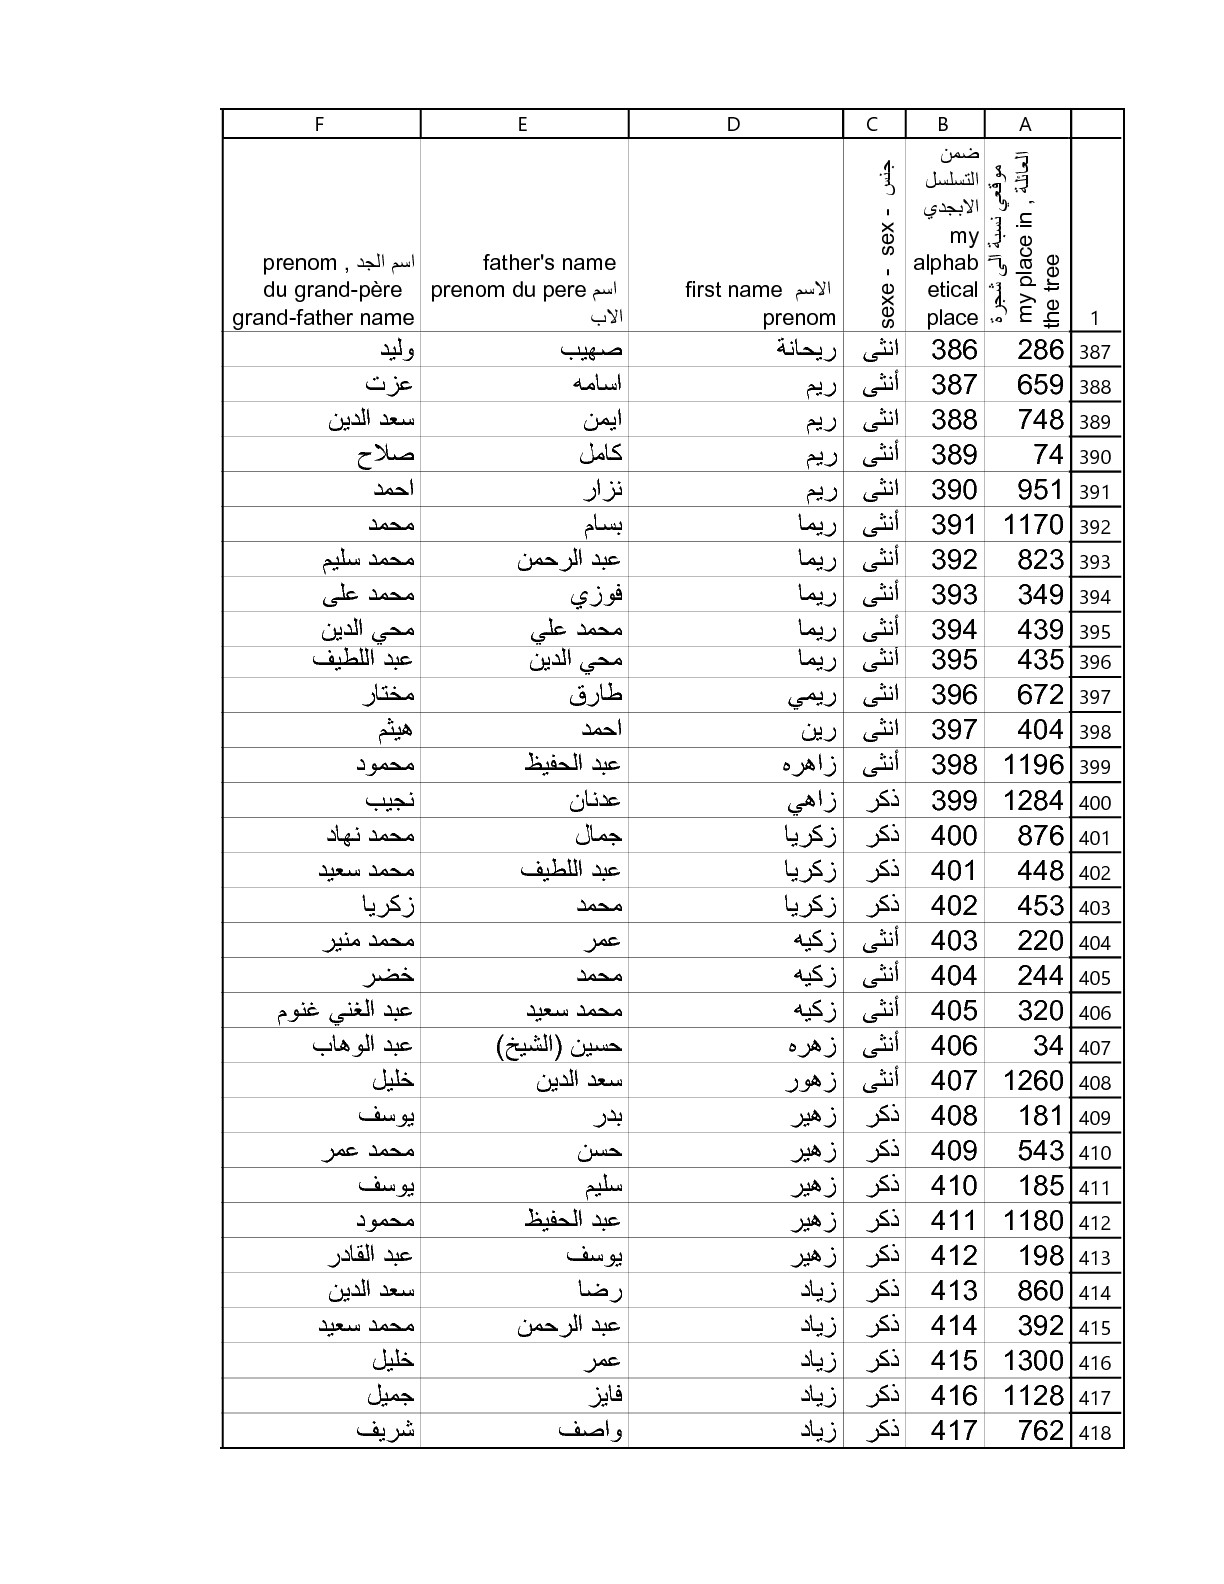 F E D C B A
اسم الجد , prenom du grand-père grand-father name father's name prenom du pere اسم الاب first name الاسم prenom sexe - sex - جنس ضمن التسلسل الابجدي my alphabetical place موقعي نسبة الى شجرة العائلة , my place in the tree 1
وليد صهيب ريحانة انثى 386 286 387
عزت اسامه ريم أنثى 387 659 388
سعد الدين ايمن ريم انثى 388 748 389
صلاح كامل ريم أنثى 389 74 390
احمد نزار ريم انثى 390 951 391
محمد بسام ريما أنثى 391 1170 392
محمد سليم عبد الرحمن ريما أنثى 392 823 393
محمد على فوزي ريما أنثى 393 349 394
محي الدين محمد علي ريما أنثى 394 439 395
عبد اللطيف محي الدين ريما أنثى 395 435 396
مختار طارق ريمي انثى 396 672 397
هيثم احمد رين انثى 397 404 398
محمود عبد الحفيظ زاهره أنثى 398 1196 399
نجيب عدنان زاهي ذكر 399 1284 400
محمد نهاد جمال زكريا ذكر 400 876 401
محمد سعيد عبد اللطيف زكريا ذكر 401 448 402
زكريا محمد زكريا ذكر 402 453 403
محمد منير عمر زكيه أنثى 403 220 404
خضر محمد زكيه أنثى 404 244 405
عبد الغني غنوم محمد سعيد زكيه أنثى 405 320 406
عبد الوهاب حسين (الشيخ) زهره أنثى 406 34 407
خليل سعد الدين زهور أنثى 407 1260 408
يوسف بدر زهير ذكر 408 181 409
محمد عمر حسن زهير ذكر 409 543 410
يوسف سليم زهير ذكر 410 185 411
محمود عبد الحفيظ زهير ذكر 411 1180 412
عبد القادر يوسف زهير ذكر 412 198 413
سعد الدين رضا زياد ذكر 413 860 414
محمد سعيد عبد الرحمن زياد ذكر 414 392 415
خليل عمر زياد ذكر 415 1300 416
جميل فايز زياد ذكر 416 1128 417
شريف واصف زياد ذكر 417 762 418